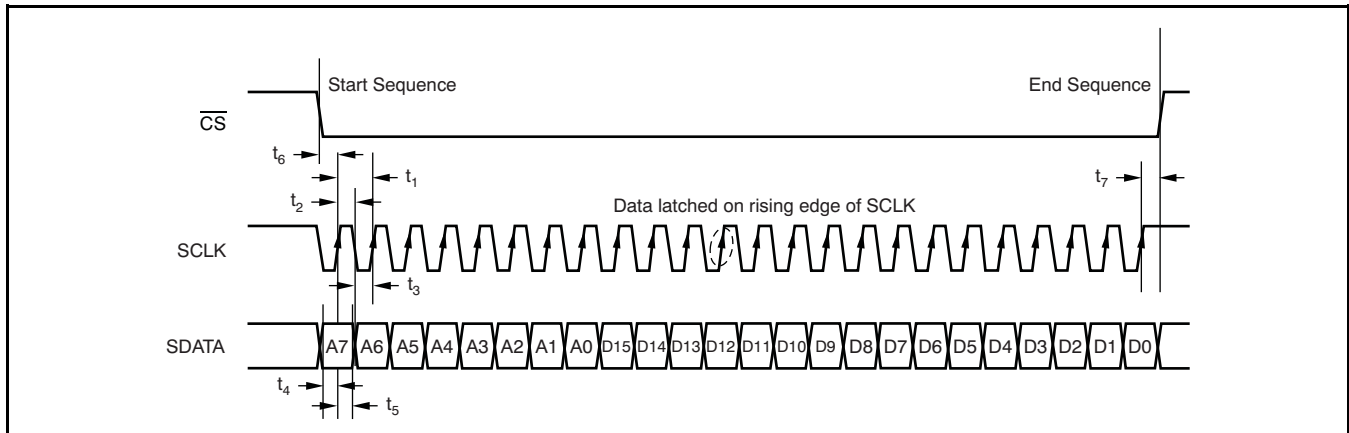 Start Sequence
End Sequence
CS
t6
t1
t7
t2
Data latched on rising edge of SCLK
SCLK
t3
SDATA
A7 A6 A5 A4 A3 A2 A1 A0 D15 D14 D13 D12 D11 D10 D9 D8 D7 D6 D5 D4 D3 D2 D1 D0
t4
t5